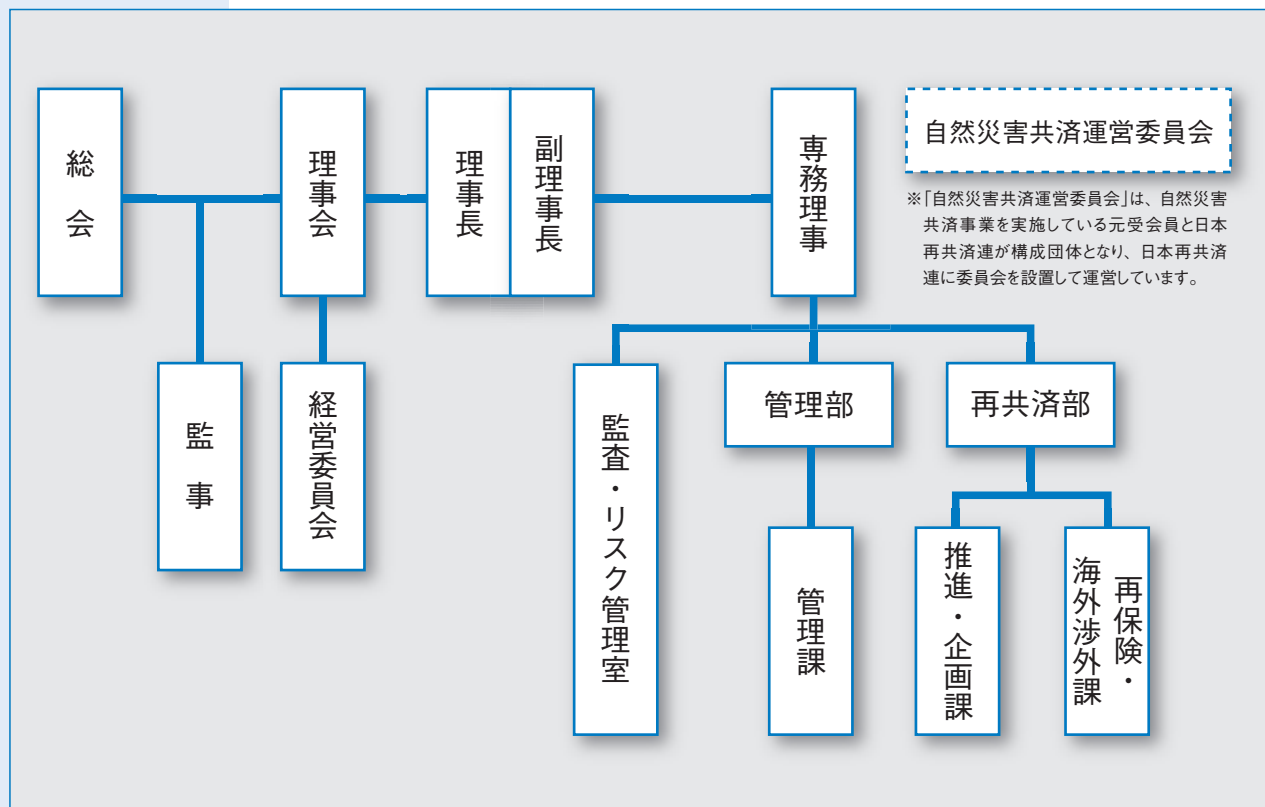 総会
理事会
理事長
副理事長
専務理事
自然災害共済運営委員会
※「自然災害共済運営委員会」は、自然災害
共済事業を実施している元受会員と日本
再共済連が構成団体となり、日本再共済
連に委員会を設置して運営しています。
監事
経営委員会
監査・リスク管理室
管理部
再共済部
管理課
推進・企画課
再保険・
海外渉外課